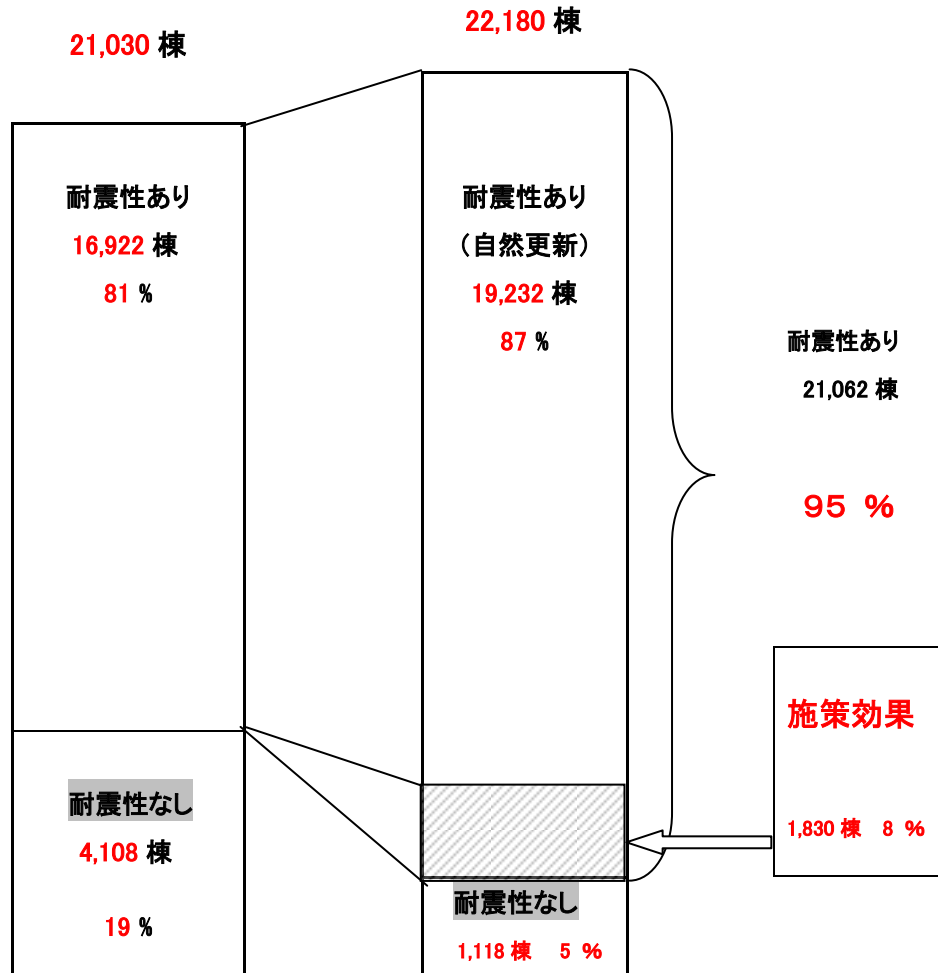 21,030 棟
耐震性あり
16,922 棟
81 %
耐震性なし
4,108 棟
19 %
22,180 棟
耐震性あり
（自然更新）
19,232 棟
87 %
耐震性なし
1,118 棟 5 %
耐震性あり
21,062 棟
９５ %
施策効果
1,830 棟 8 %